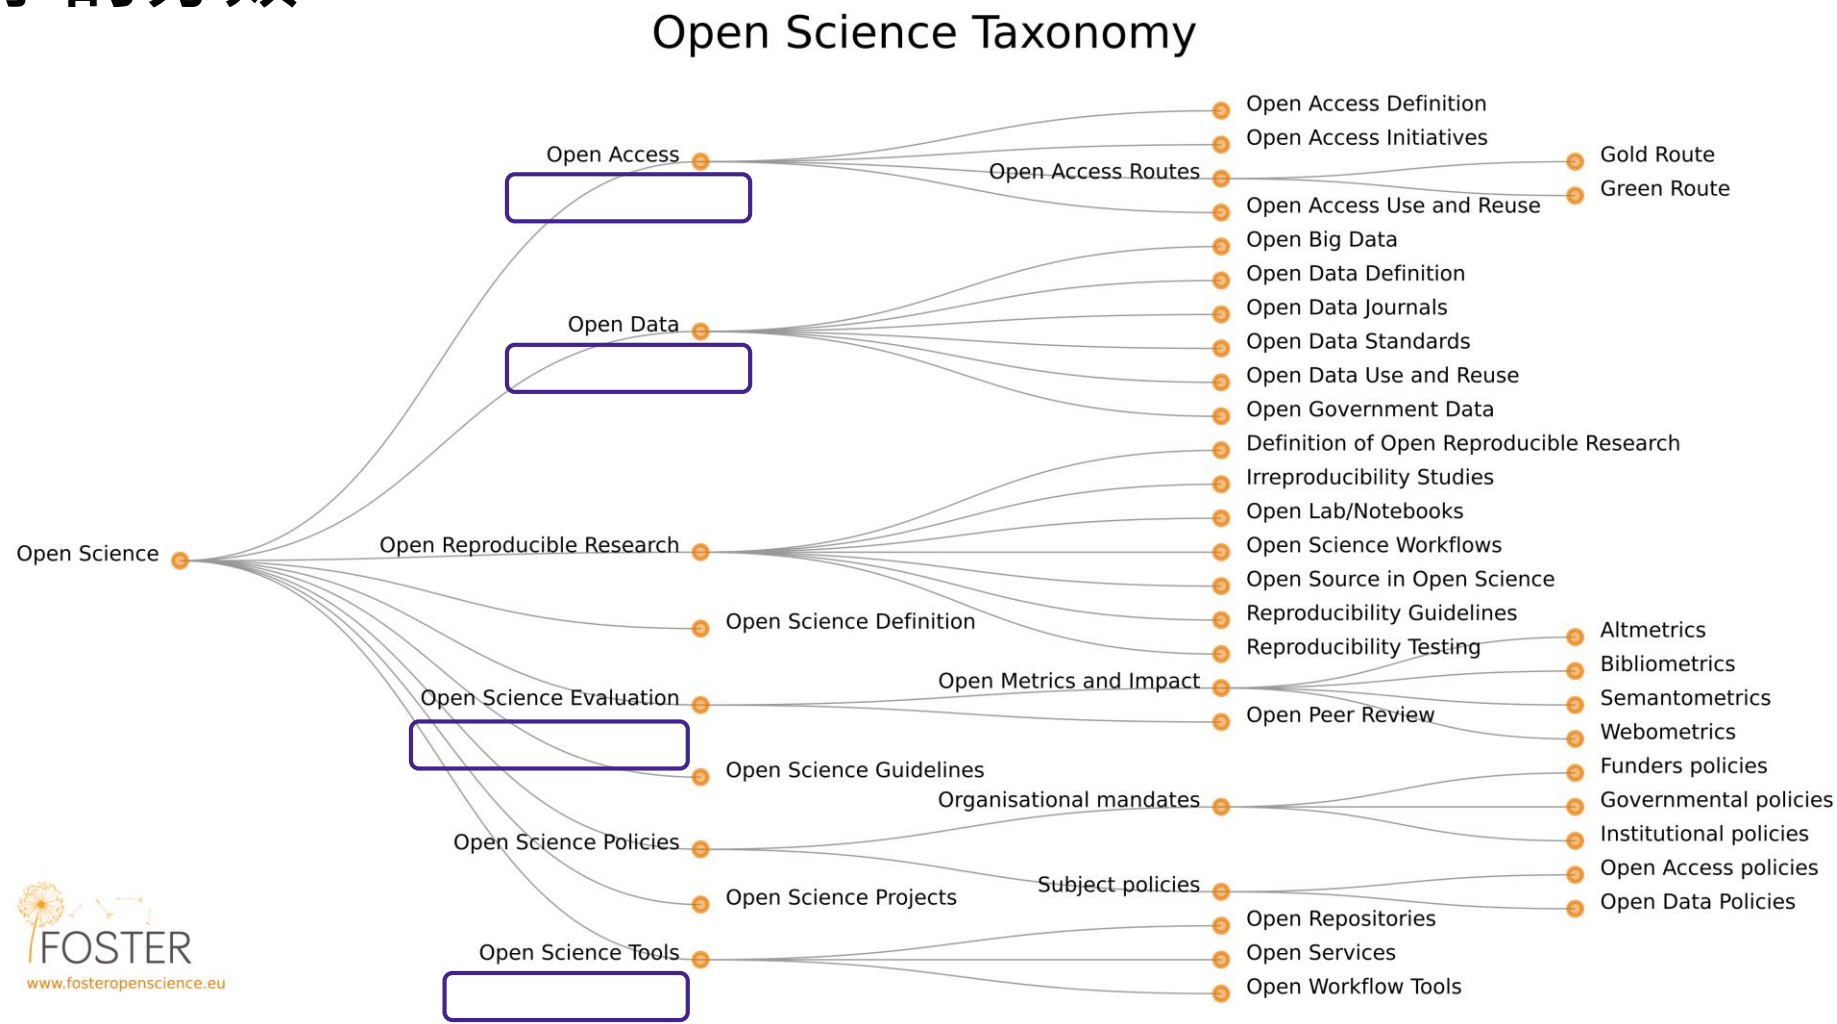 Open Science Taxonomy
Open Science
Open Access
Open Access Definition
Open Access Initiatives
Open Access Routes
Gold Route
Green Route
Open Access Use and Reuse
Open Data
Open Big Data
Open Data Definition
Open Data Journals
Open Data Standards
Open Data Use and Reuse
Open Government Data
Open Reproducible Research
Definition of Open Reproducible Research
Irreproducibility Studies
Open Lab/Notebooks
Open Science Workflows
Open Source in Open Science
Reproducibility Guidelines
Reproducibility Testing
Open Science Definition
Open Science Evaluation
Open Metrics and Impact
Altmetrics
Bibliometrics
Semantometrics
Webometrics
Open Peer Review
Open Science Guidelines
Open Science Policies
Organisational mandates
Funders policies
Governmental policies
Institutional policies
Subject policies
Open Access policies
Open Data Policies
Open Science Projects
Open Science Tools
Open Repositories
Open Services
Open Workflow Tools
FOSTER
www.fosteropenscience.eu